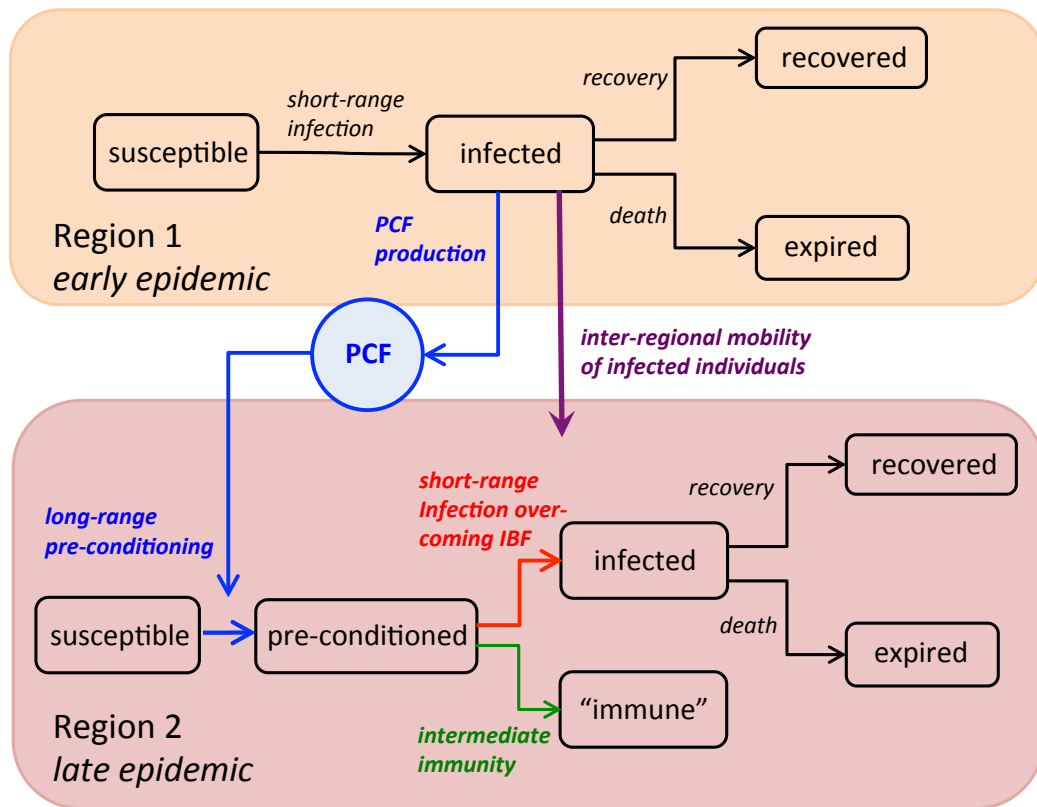 recovered
recovery
short-range
infection
susceptible
infected
death
expired
Region 1
early epidemic
PCF
production
PCF
inter-regional mobility
of infected individuals
long-range
pre-conditioning
short-range
Infection over-
coming IBF
recovered
recovery
infected
susceptible
pre-conditioned
death
expired
"immune"
intermediate
immunity
Region 2
late epidemic